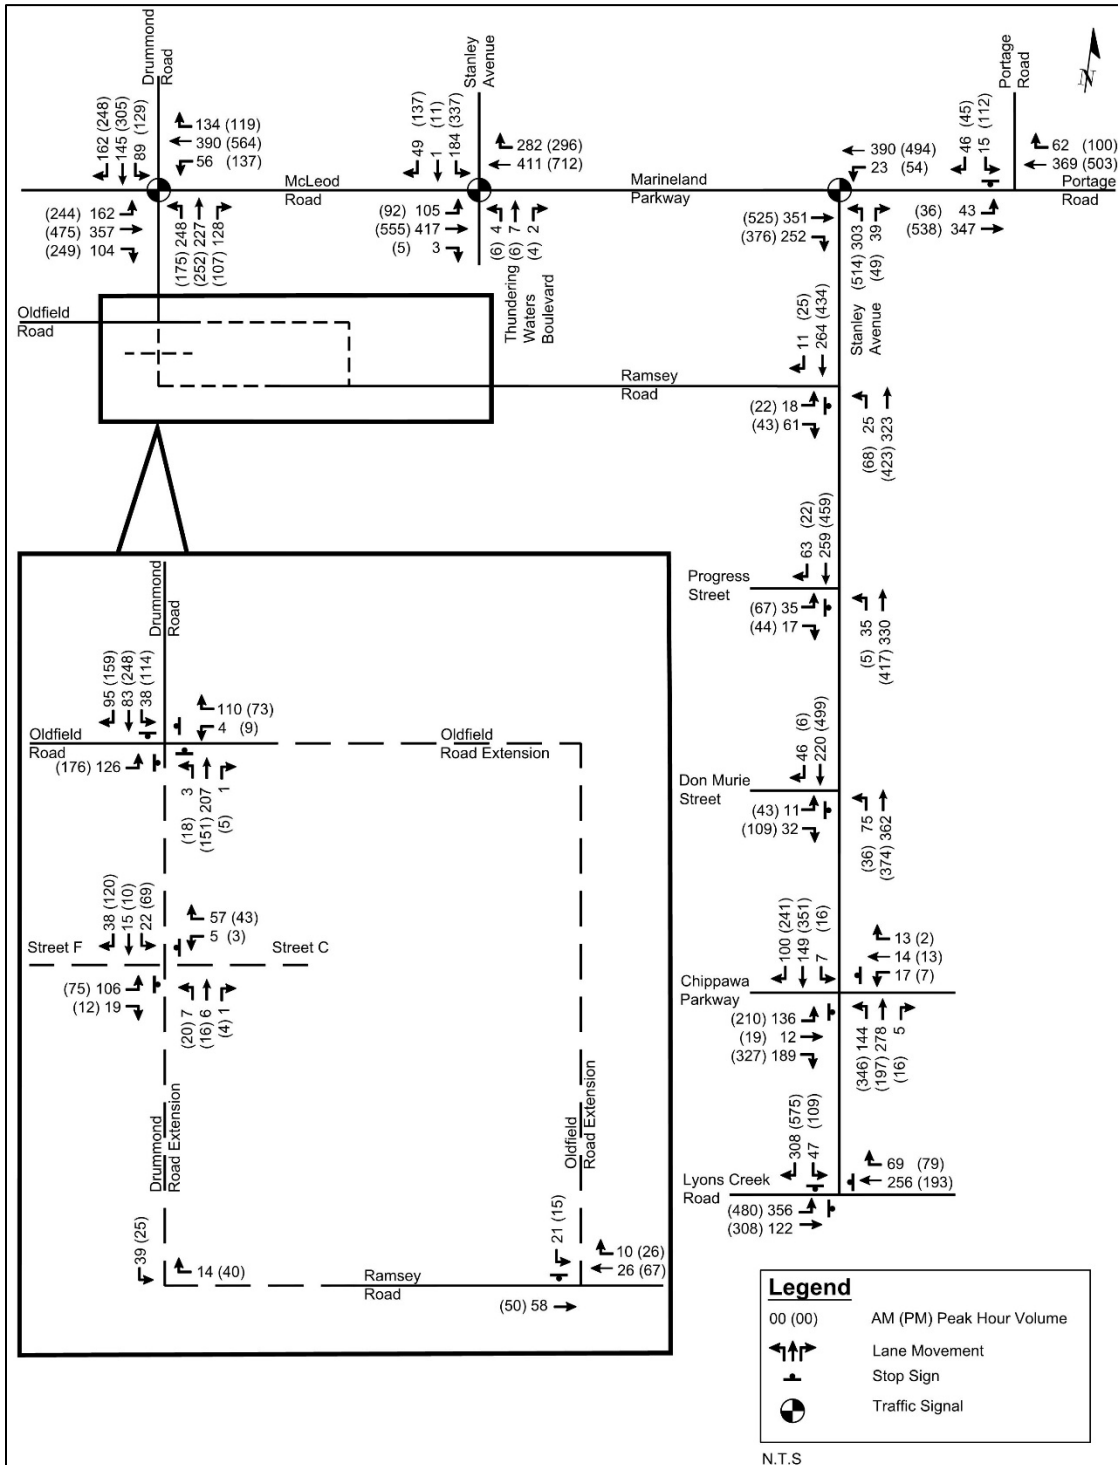 Drummond
Road
Stanley
Avenue
Portage
Road
N
162 (248)
145 (305)
89 (129)
134 (119)
390 (564)
56 (137)
49 (137)
1 (11)
184 (337)
282 (296)
411 (712)
390 (494)
23 (54)
46 (45)
15 (112)
62 (100)
369 (503)
McLeod
Road
Marineland
Parkway
Portage
Road
(244) 162
(475) 357
(249) 104
(175) 248
(252) 227
(107) 128
(92) 105
(555) 417
(5) 3
(6) 4
(6) 7
(4) 2
(525) 351
(376) 252
(514) 303
(49) 39
(36) 43
(538) 347
Thundering
Waters
Boulevard
Stanley
Avenue
Oldfield
Road
11 (25)
264 (434)
Ramsey
Road
(22) 18
(43) 61
(68) 25
(423) 323
63 (22)
259 (459)
Progress
Street
(67) 35
(44) 17
(5) 35
(417) 330
46 (6)
220 (499)
Don Murie
Street
(43) 11
(109) 32
(36) 75
(374) 362
100 (241)
149 (351)
7 (16)
13 (2)
14 (13)
17 (7)
Chippawa
Parkway
(210) 136
(19) 12
(327) 189
(346) 144
(197) 278
(16) 5
308 (575)
47 (109)
69 (79)
256 (193)
Lyons Creek
Road
(480) 356
(308) 122
Drummond
Road
95 (159)
83 (248)
38 (114)
110 (73)
4 (9)
Oldfield
Road
Oldfield
Road Extension
(176) 126
(18) 3
(151) 207
(5) 1
38 (120)
15 (10)
22 (69)
57 (43)
5 (3)
Street F
Street C
(75) 106
(12) 19
(20) 7
(16) 6
(4) 1
Drummond
Road Extension
Oldfield
Road Extension
39 (25)
14 (40)
21 (15)
10 (26)
26 (67)
Ramsey
Road
(50) 58
Legend
00 (00) AM (PM) Peak Hour Volume
Lane Movement
Stop Sign
Traffic Signal
N.T.S